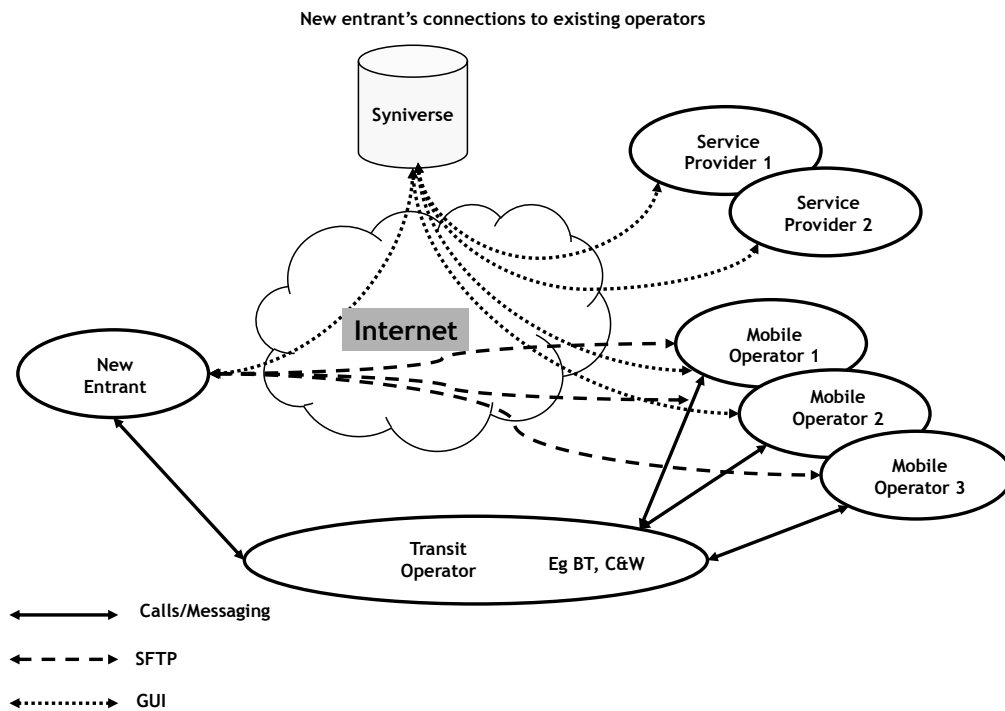 New entrant’s connections to existing operators
Syniverse
Service
Provider 1
Service
Provider 2
Internet
Mobile
Operator 1
New
Entrant
Mobile
Operator 2
Mobile
Operator 3
Transit
Operator
Eg BT, C&W
Calls/Messaging
SFTP
GUI